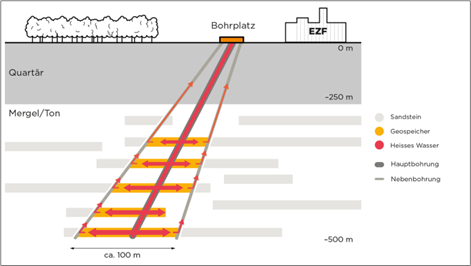 Bohrplatz
EZF
0 m
Quartär
–250 m
Mergel/Ton
Sandstein
Geospeicher
Heisses Wasser
Hauptbohrung
Nebenbohrung
–500 m
ca. 100 m